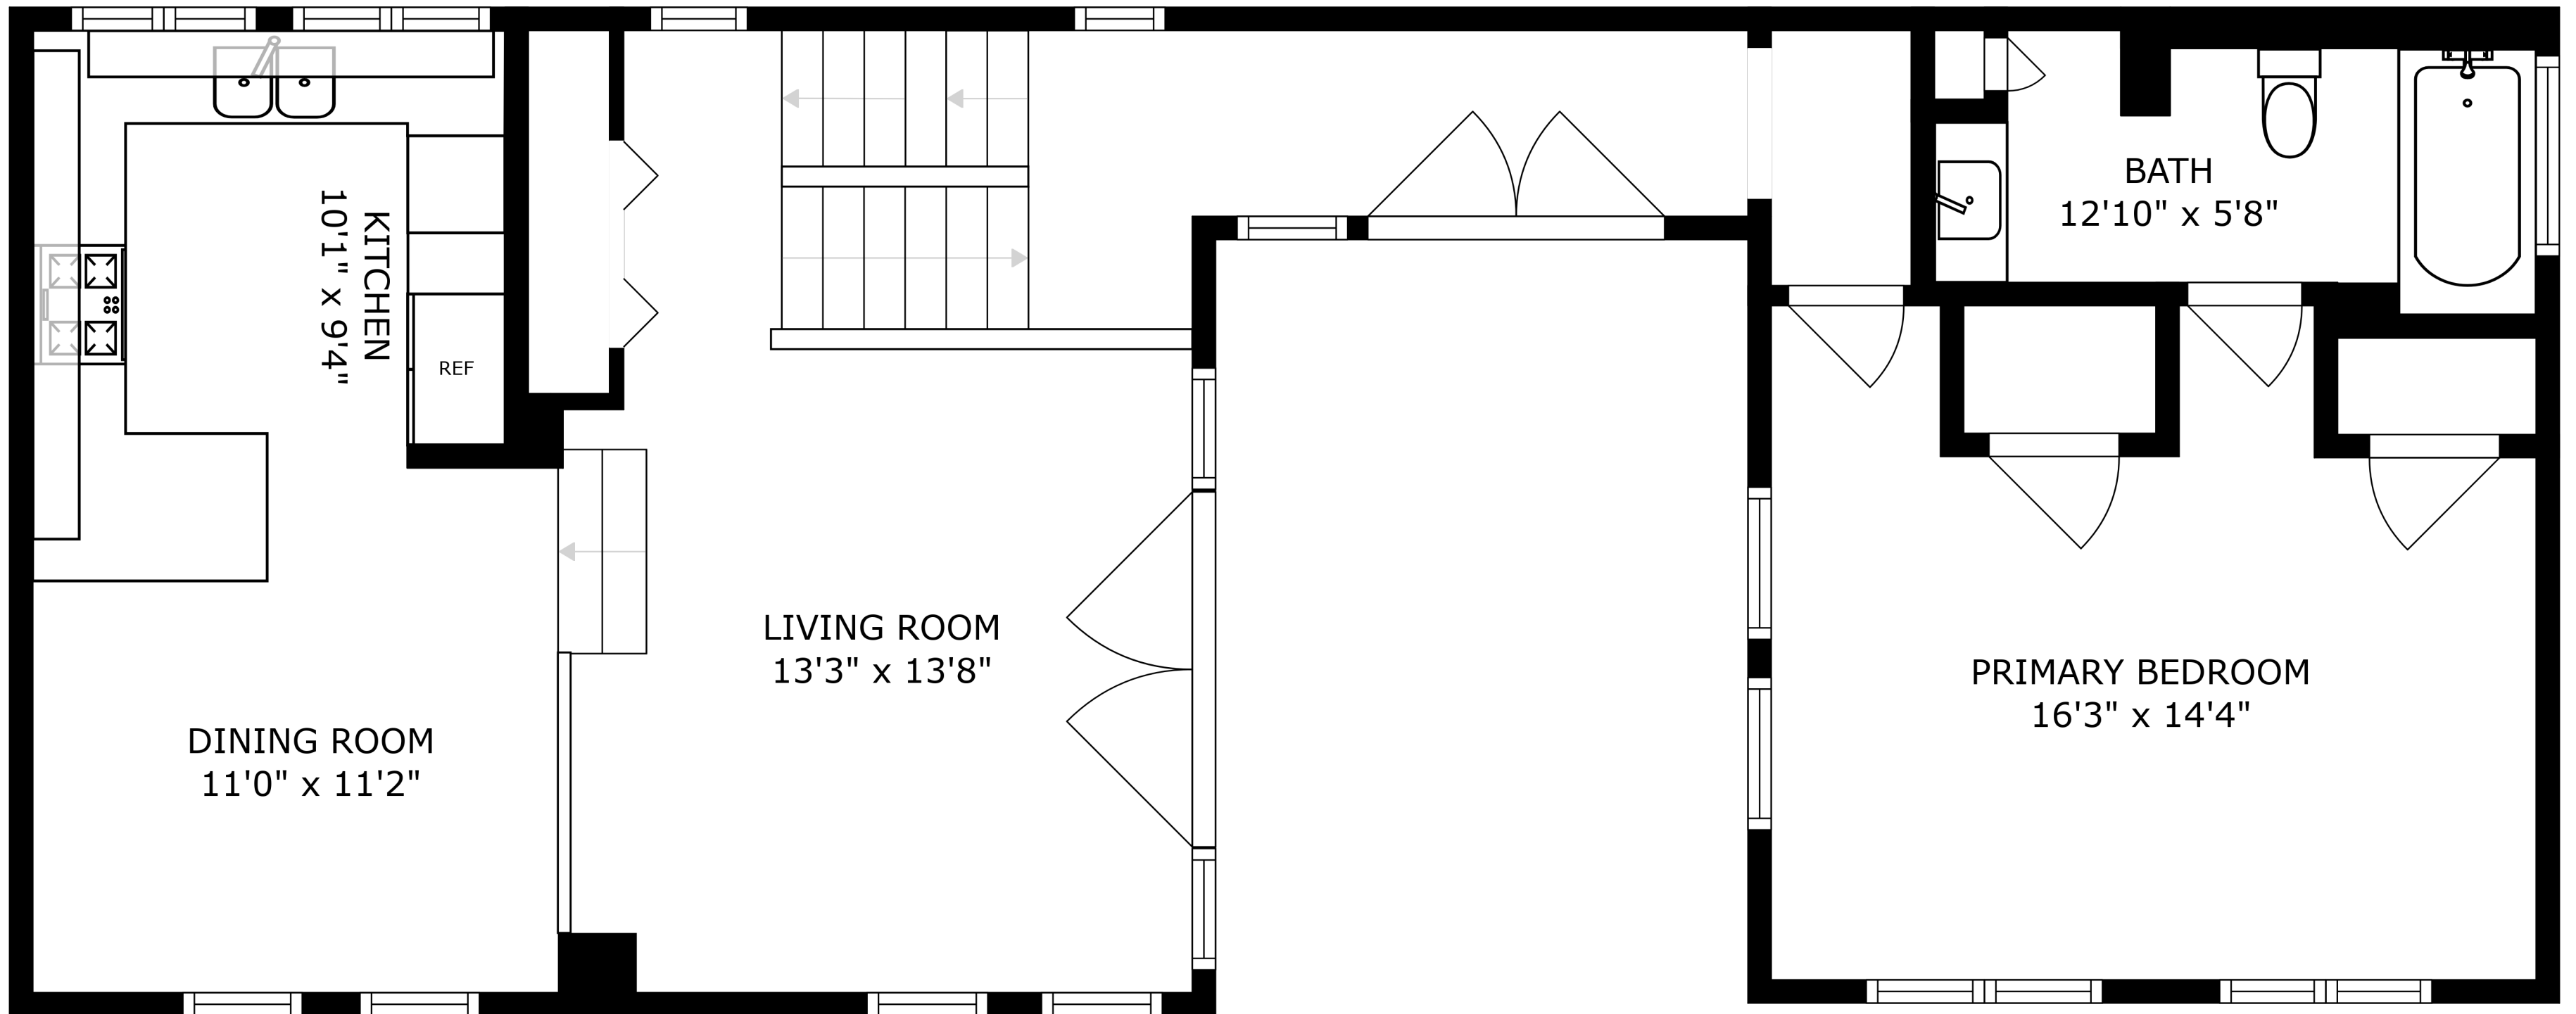 KITCHEN
10'1" x 9'4"
REF
BATH
12'10" x 5'8"
LIVING ROOM
13'3" x 13'8"
PRIMARY BEDROOM
16'3" x 14'4"
DINING ROOM
11'0" x 11'2"